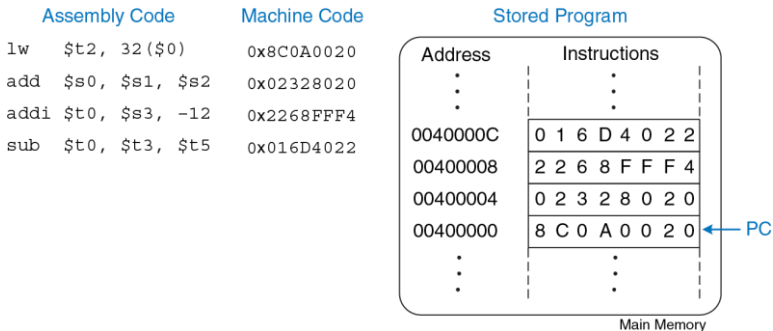 Assembly Code Machine Code Stored Program
lw $t2, 32($0) 0x8C0A0020
add $s0, $s1, $s2 0x02328020
addi $t0, $s3, -12 0x2268FFF4
sub $t0, $t3, $t5 0x016D4022
Address Instructions
0040000C 0 1 6 D 4 0 2 2
00400008 2 2 6 8 F F F 4
00400004 0 2 3 2 8 0 2 0
00400000 8 C 0 A 0 0 2 0 PC
Main Memory